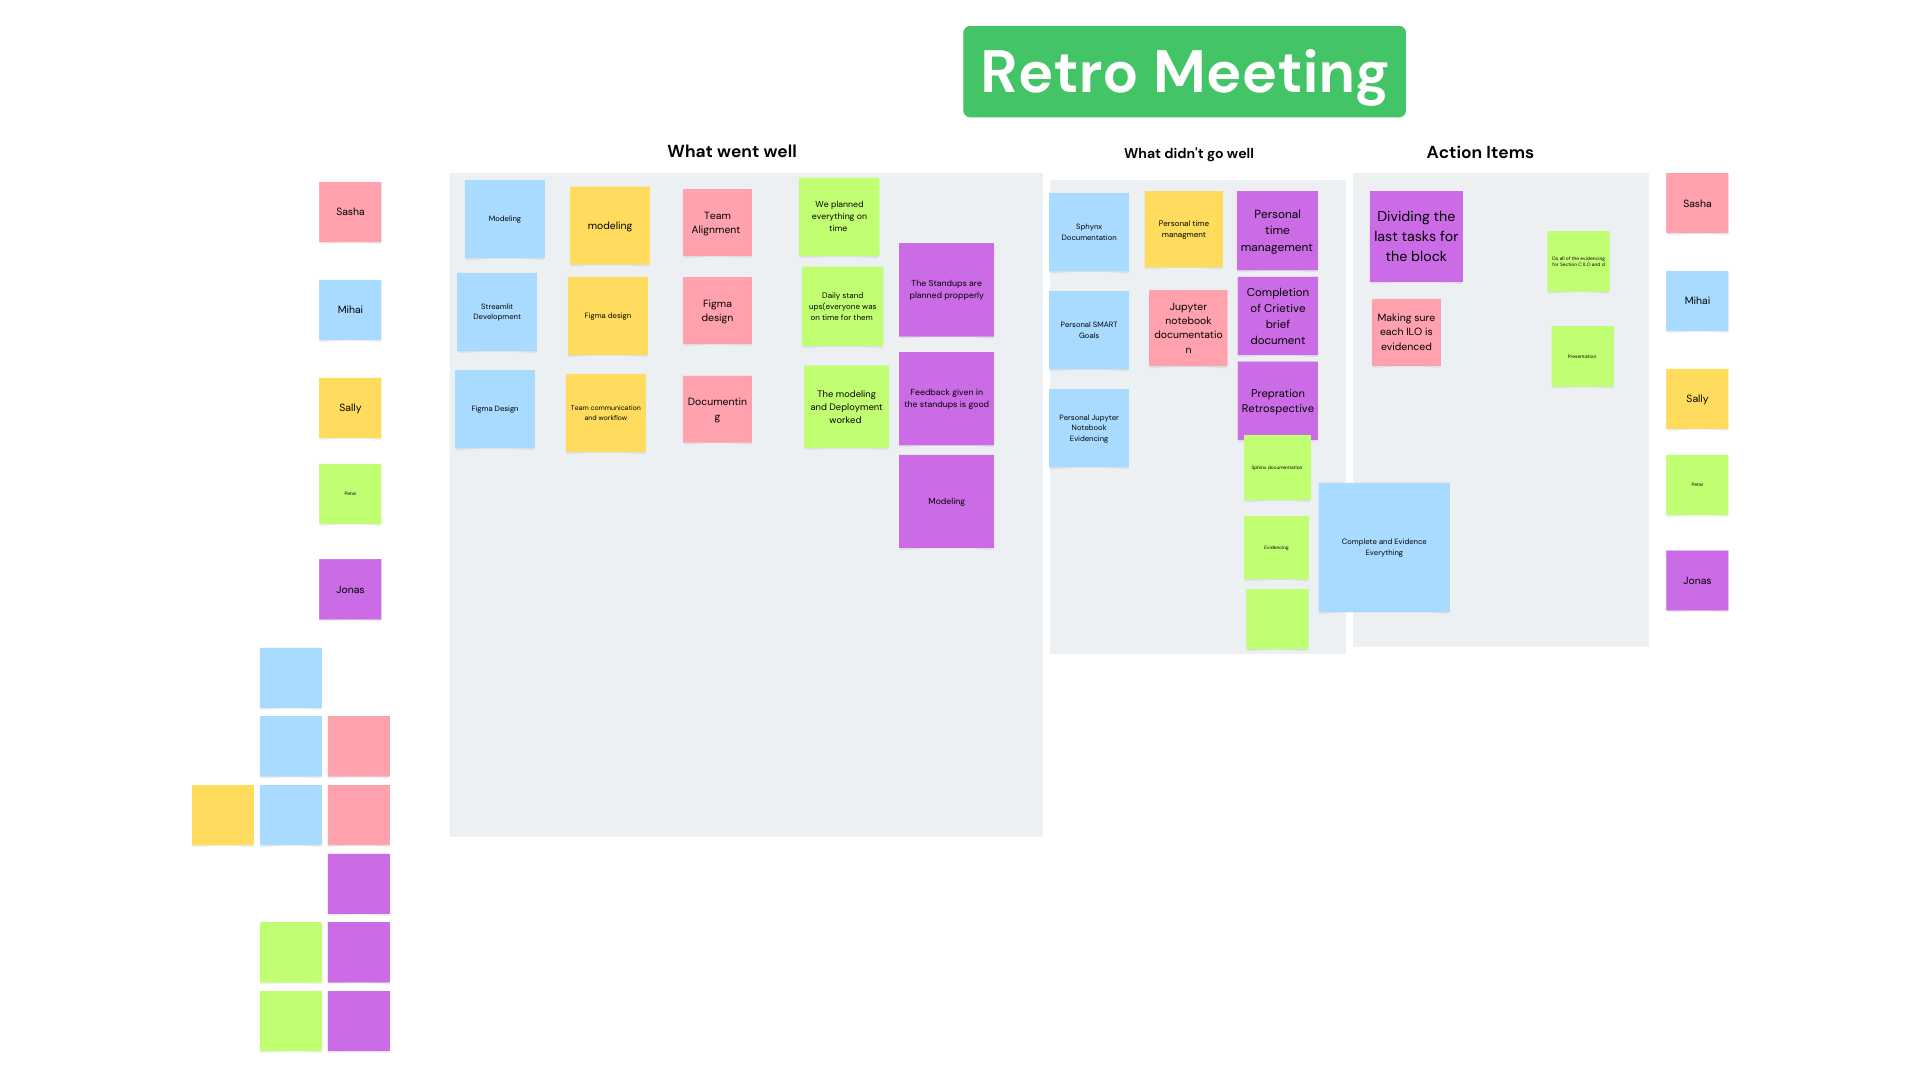 Retro Meeting
What went well
What didn't go well
Action Items
Sasha
Mihai
Sally
Petar
Jonas
Modeling
Streamlit
Development
Figma Design
modeling
Figma design
Team communication
and workflow
Team
Alignment
Figma
design
Documentin
g
We planned
everything on
time
Daily stand
ups(everyone was
on time for them
The modeling
and Deployment
worked
The Standups are
planned propperly
Feedback given in
the standups is good
Modeling
Sphynx
Documentation
Personal SMART
Goals
Personal Jupyter
Notebook
Evidencing
Personal time
managment
Jupyter
notebook
documentatio
n
Personal
time
management
Completion
of Crietive
brief
document
Prepration
Retrospective
Sphinx documentation
Evidencing
Dividing the
last tasks for
the block
Making sure
each ILO is
evidenced
Do all of the evidencing
for Section C ILO and d
Presentation
Complete and Evidence
Everything
Sasha
Mihai
Sally
Petar
Jonas